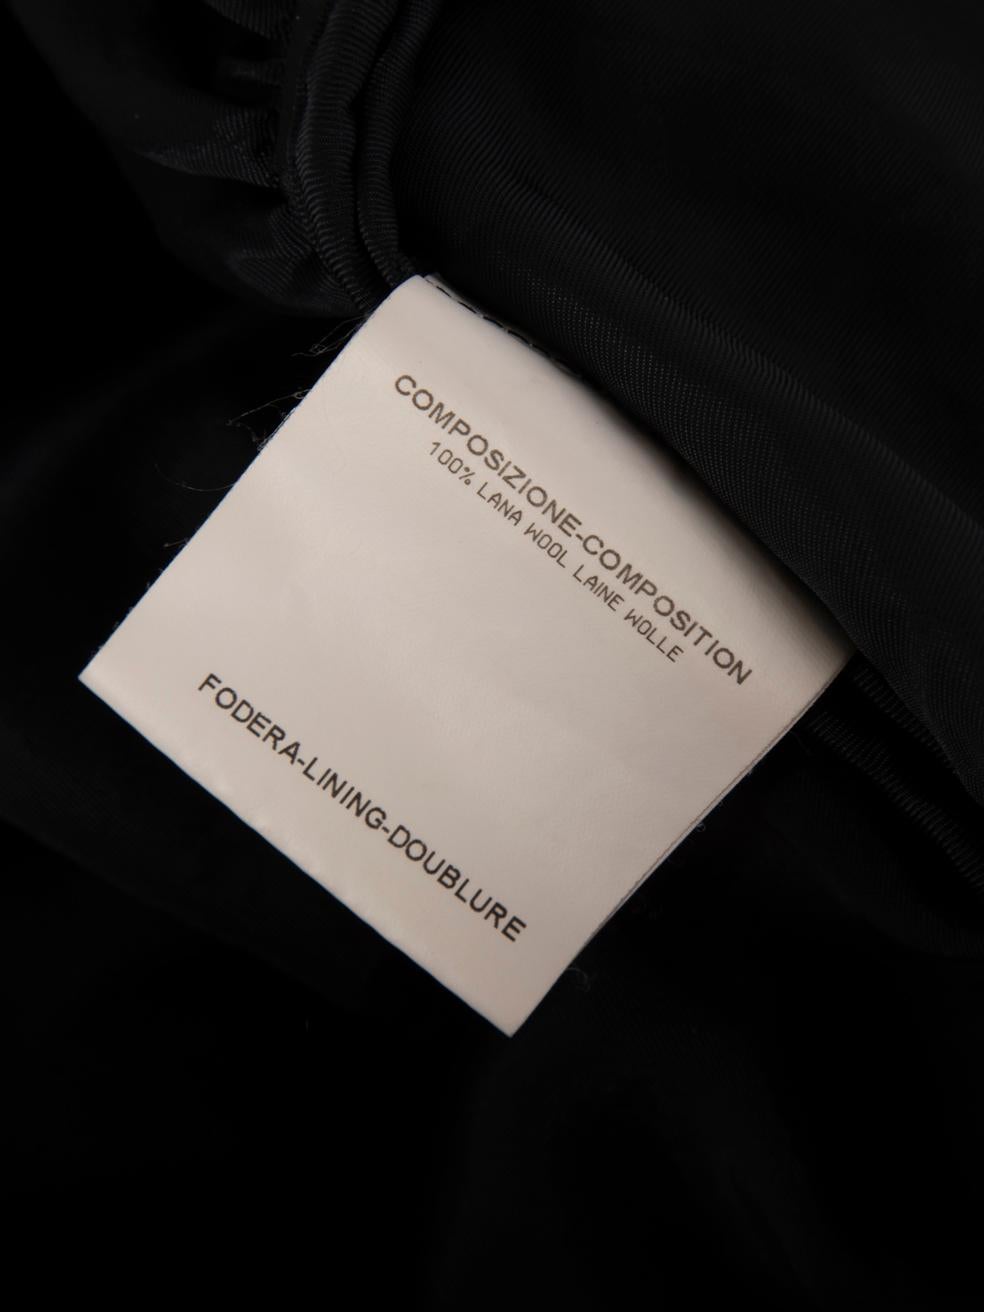 COMPOSIZIONE-COMPOSITION
100% LANA WOOL LAINE WOLLE
FODERA-LINING-DOUBLURE